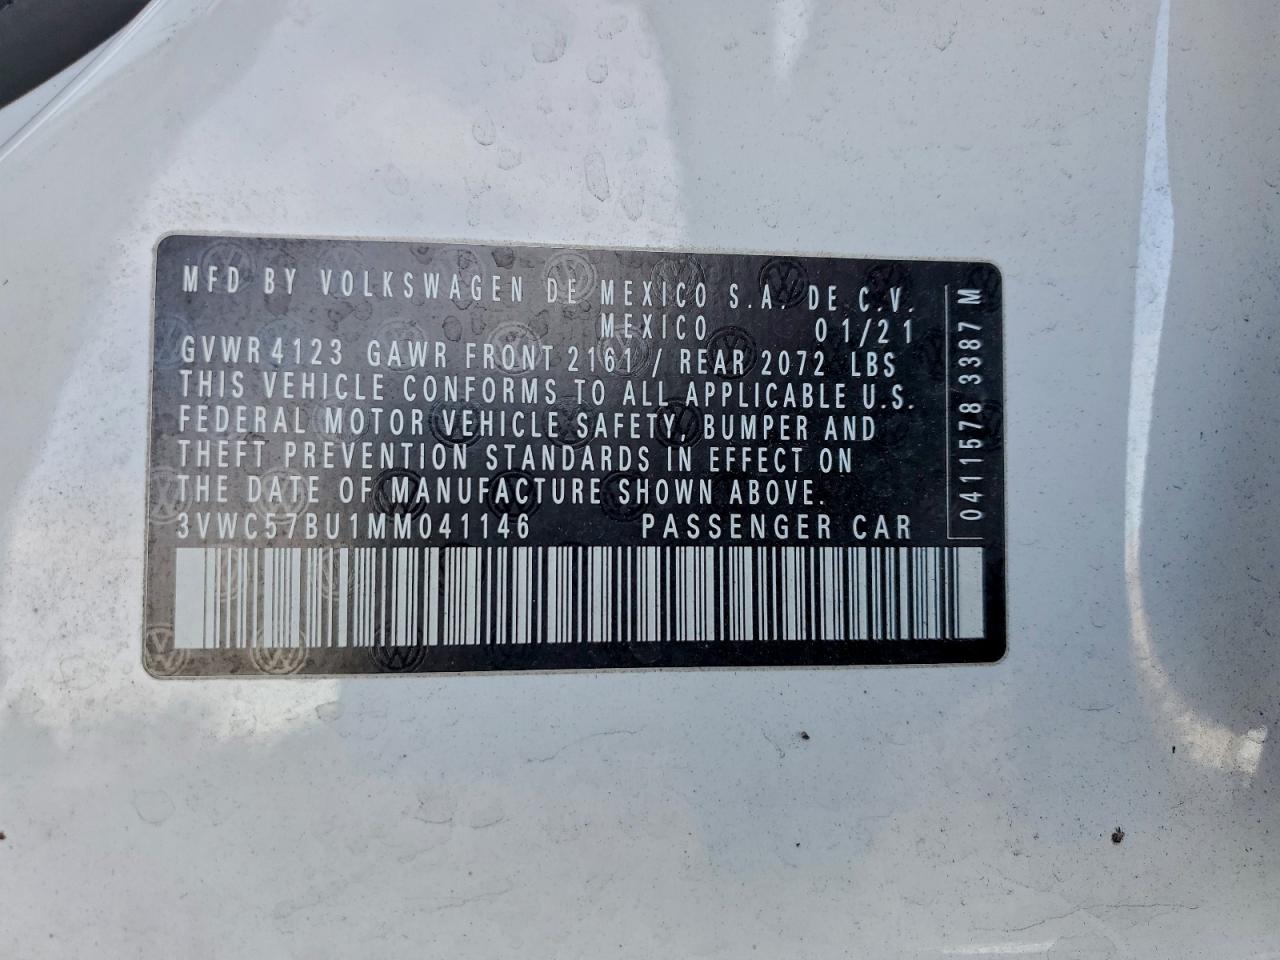 MFD BY VOLKSWAGEN DE MEXICO S.A. DE C.V.
MEXICO 01/21
GVWR 4123 GAWR FRONT 2161 / REAR 2072 LBS
THIS VEHICLE CONFORMS TO ALL APPLICABLE U.S.
FEDERAL MOTOR VEHICLE SAFETY, BUMPER AND
THEFT PREVENTION STANDARDS IN EFFECT ON
THE DATE OF MANUFACTURE SHOWN ABOVE.
3VWC57BU1MM041146 PASSENGER CAR
0411578 3387 M